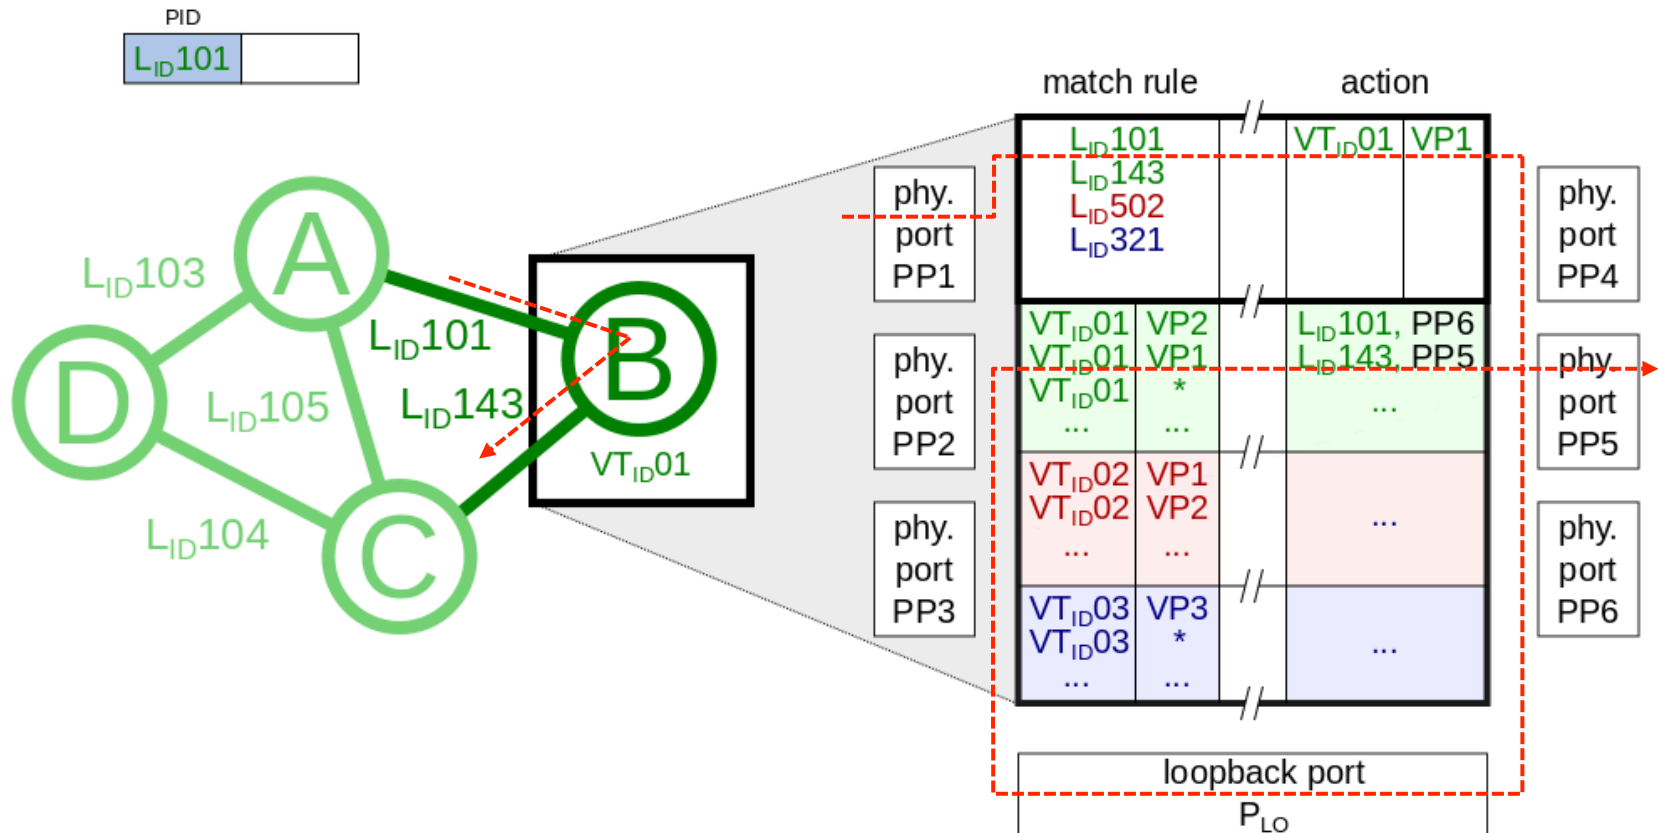 PID
LID101
LID103
A
LID101
D
LID105
LID143
B
VTID01
LID104
C
match rule
action
LID101
VTID01
VP1
LID143
LID502
LID321
VTID01 VP2
LID101, PP6
VTID01 VP1
LID143, PP5
VTID01 *
...
... ...
VTID02 VP1
VTID02 VP2
...
... ...
VTID03 VP3
VTID03 *
...
... ...
phy.
port
PP1
phy.
port
PP2
phy.
port
PP3
phy.
port
PP4
phy.
port
PP5
phy.
port
PP6
loopback port
PLO